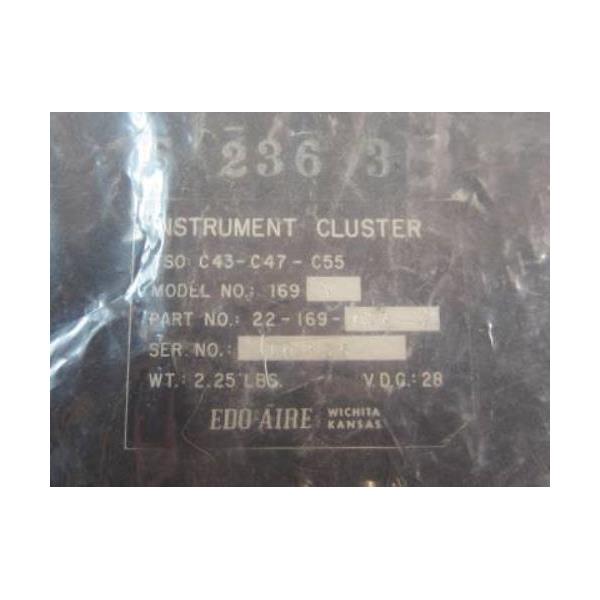 236 3
INSTRUMENT CLUSTER
TSO: C43-C47-C55
MODEL NO.: 169
PART NO.: 22-169-
SER. NO.:
WT.: 2.25 LBS. V.D.C.: 28
EDO-AIRE WICHITA KANSAS